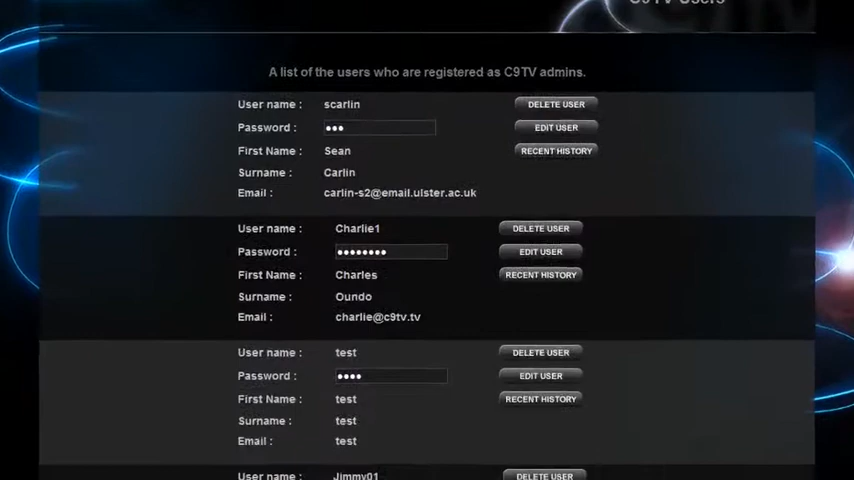 C9TV Users
A list of the users who are registered as C9TV admins.
User name : scarlin DELETE USER
Password : ●●● EDIT USER
First Name : Sean RECENT HISTORY
Surname : Carlin
Email : carlin-s2@email.ulster.ac.uk
User name : Charlie1 DELETE USER
Password : ●●●●●●●● EDIT USER
First Name : Charles RECENT HISTORY
Surname : Oundo
Email : charlie@c9tv.tv
User name : test DELETE USER
Password : ●●●● EDIT USER
First Name : test RECENT HISTORY
Surname : test
Email : test
User name : Jimmy01 DELETE USER